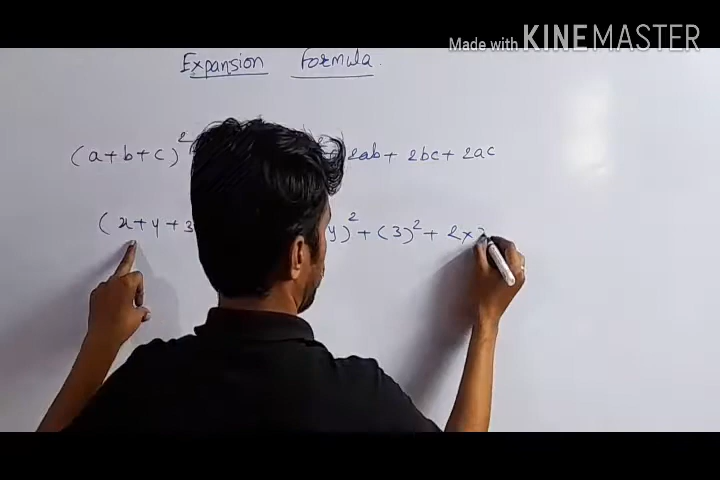 Made with KINEMASTER
Expansion Formula.
(a+b+c)² 2ab + 2bc + 2ac
(x+y+3 y)² + (3)² + 2×